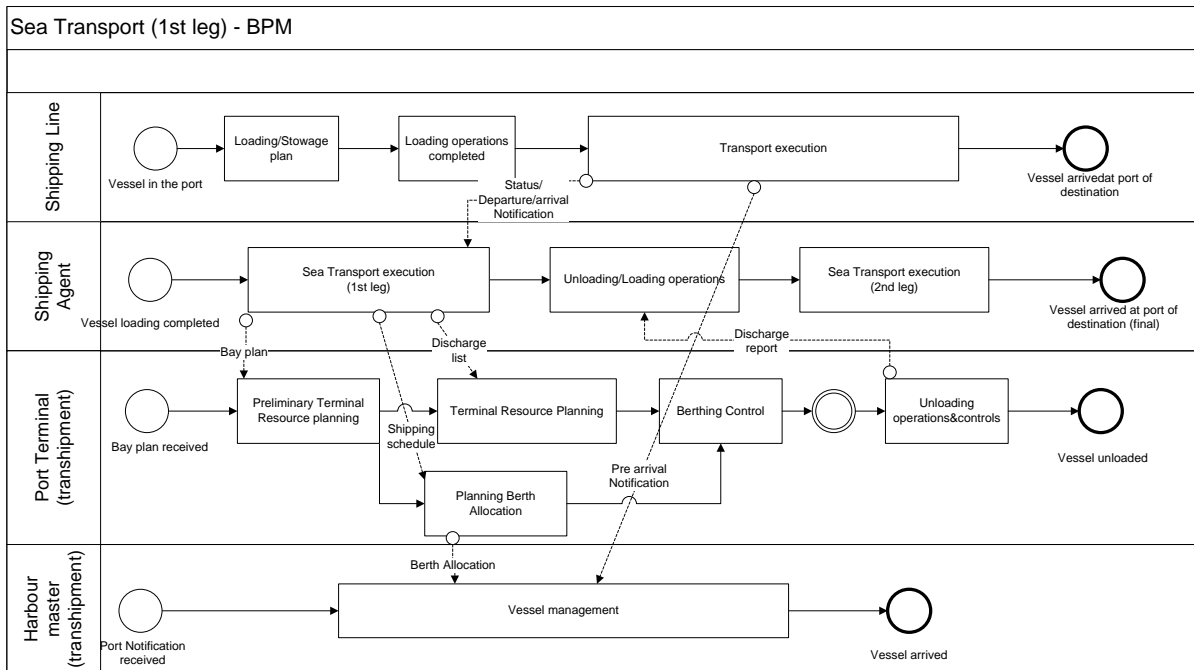 Sea Transport (1st leg) - BPM
Shipping Line
Vessel in the port
Loading/Stowage
plan
Loading operations
completed
Transport execution
Vessel arrivedat port of
destination
Status/
Departure/arrival
Notification
Shipping
Agent
Vessel loading completed
Sea Transport execution
(1st leg)
Unloading/Loading operations
Sea Transport execution
(2nd leg)
Vessel arrived at port of
destination (final)
Bay plan
Discharge
list
Discharge
report
Port Terminal
(transhipment)
Bay plan received
Preliminary Terminal
Resource planning
Terminal Resource Planning
Berthing Control
Unloading
operations&controls
Vessel unloaded
Shipping
schedule
Pre arrival
Notification
Planning Berth
Allocation
Berth Allocation
Harbour
master
(transhipment)
Port Notification
received
Vessel management
Vessel arrived